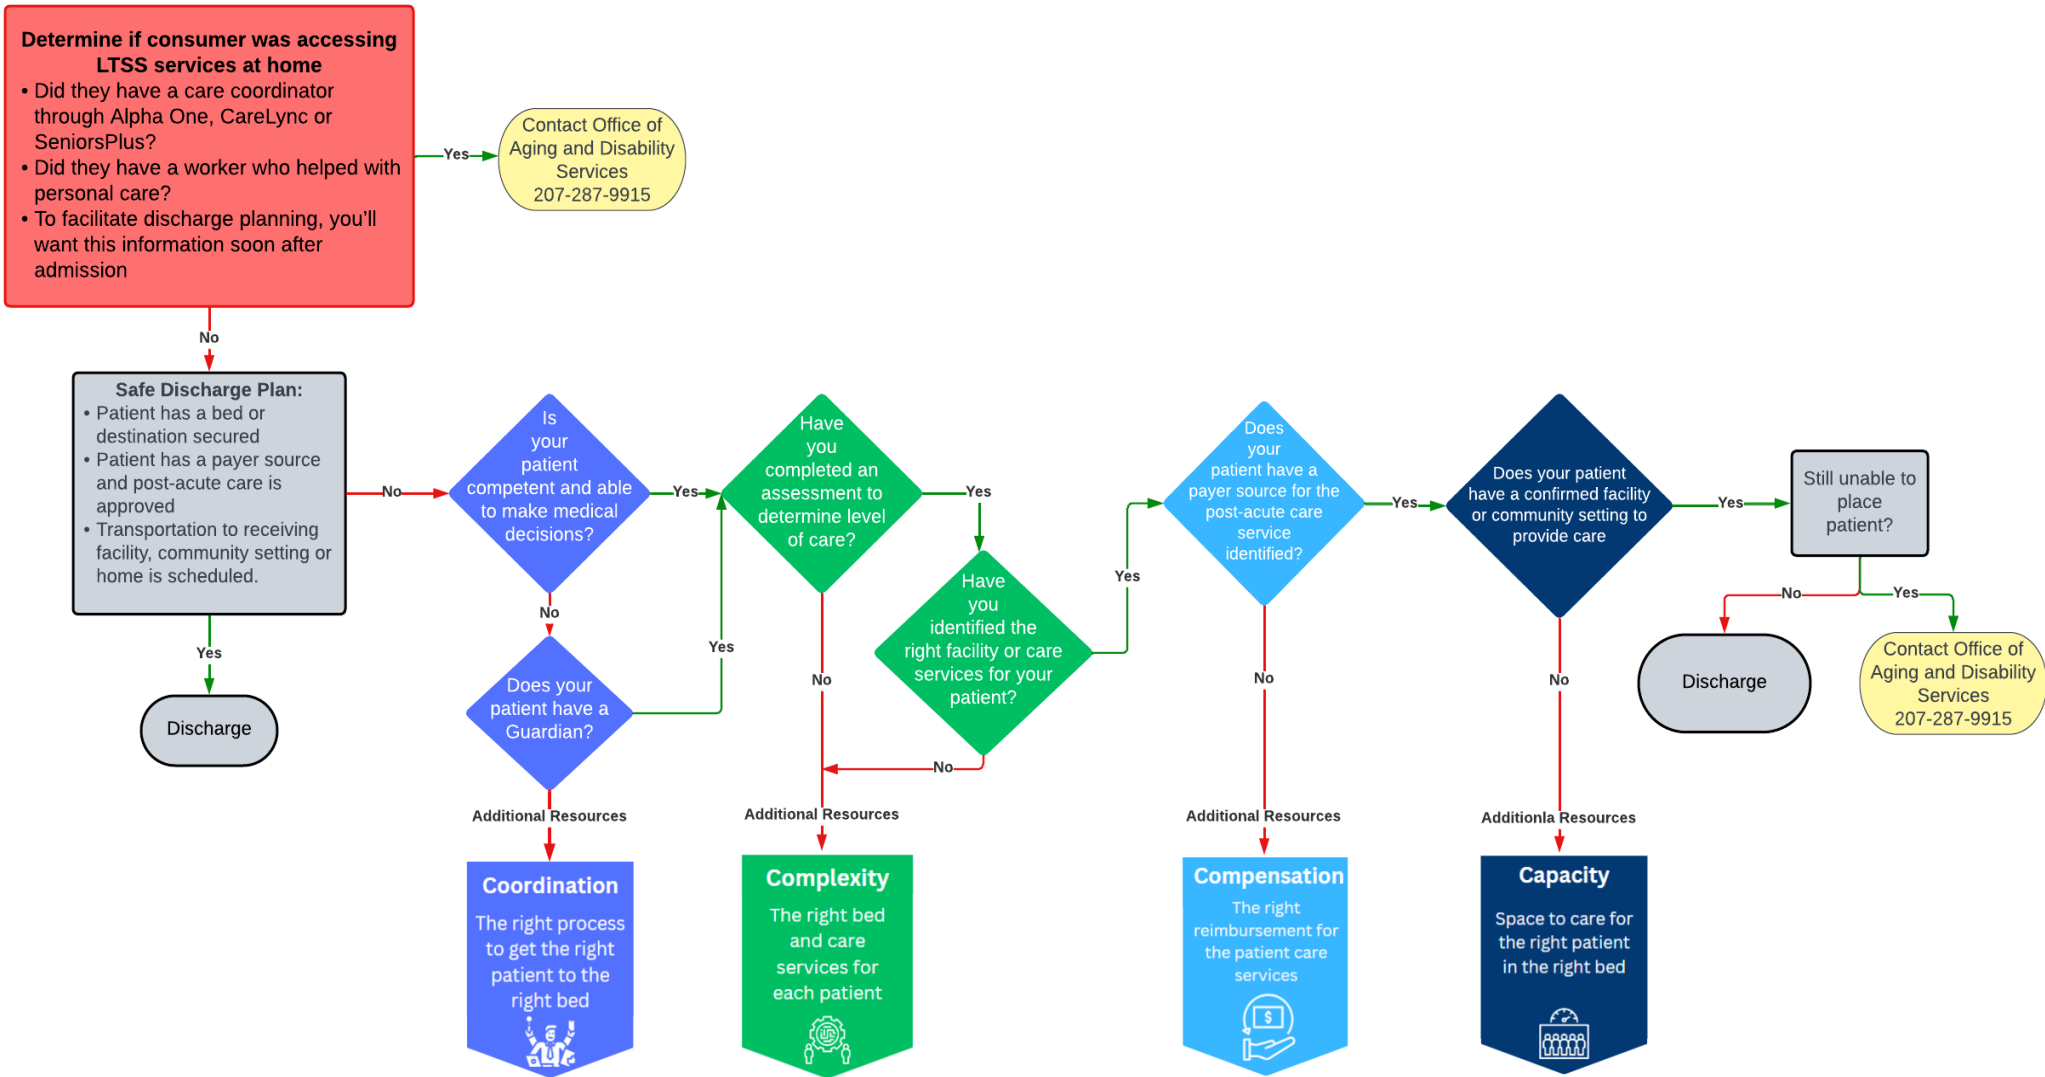 Determine if consumer was accessing
LTSS services at home
• Did they have a care coordinator
through Alpha One, CareLync or
SeniorsPlus?
• Did they have a worker who helped with
personal care?
• To facilitate discharge planning, you’ll
want this information soon after
admission
Yes
Contact Office of
Aging and Disability
Services
207-287-9915
No
Safe Discharge Plan:
• Patient has a bed or
destination secured
• Patient has a payer source
and post-acute care is
approved
• Transportation to receiving
facility, community setting or
home is scheduled.
Yes
Discharge
No
Is
your
patient
competent and able
to make medical
decisions?
Yes
No
Does your
patient have a
Guardian?
Yes
Additional Resources
Coordination
The right process
to get the right
patient to the
right bed
Have
you
completed an
assessment to
determine level
of care?
Yes
No
Have
you
identified the
right facility or care
services for your
patient?
Yes
No
Additional Resources
Complexity
The right bed
and care
services for
each patient
Does
your
patient have a
payer source for the
post-acute care
service
identified?
Yes
No
Additional Resources
Compensation
The right
reimbursement for
the patient care
services
$
Does your patient
have a confirmed facility
or community setting to
provide care
Yes
No
Additionla Resources
Capacity
Space to care for
the right patient
in the right bed
Still unable to
place
patient?
No
Yes
Discharge
Contact Office of
Aging and Disability
Services
207-287-9915